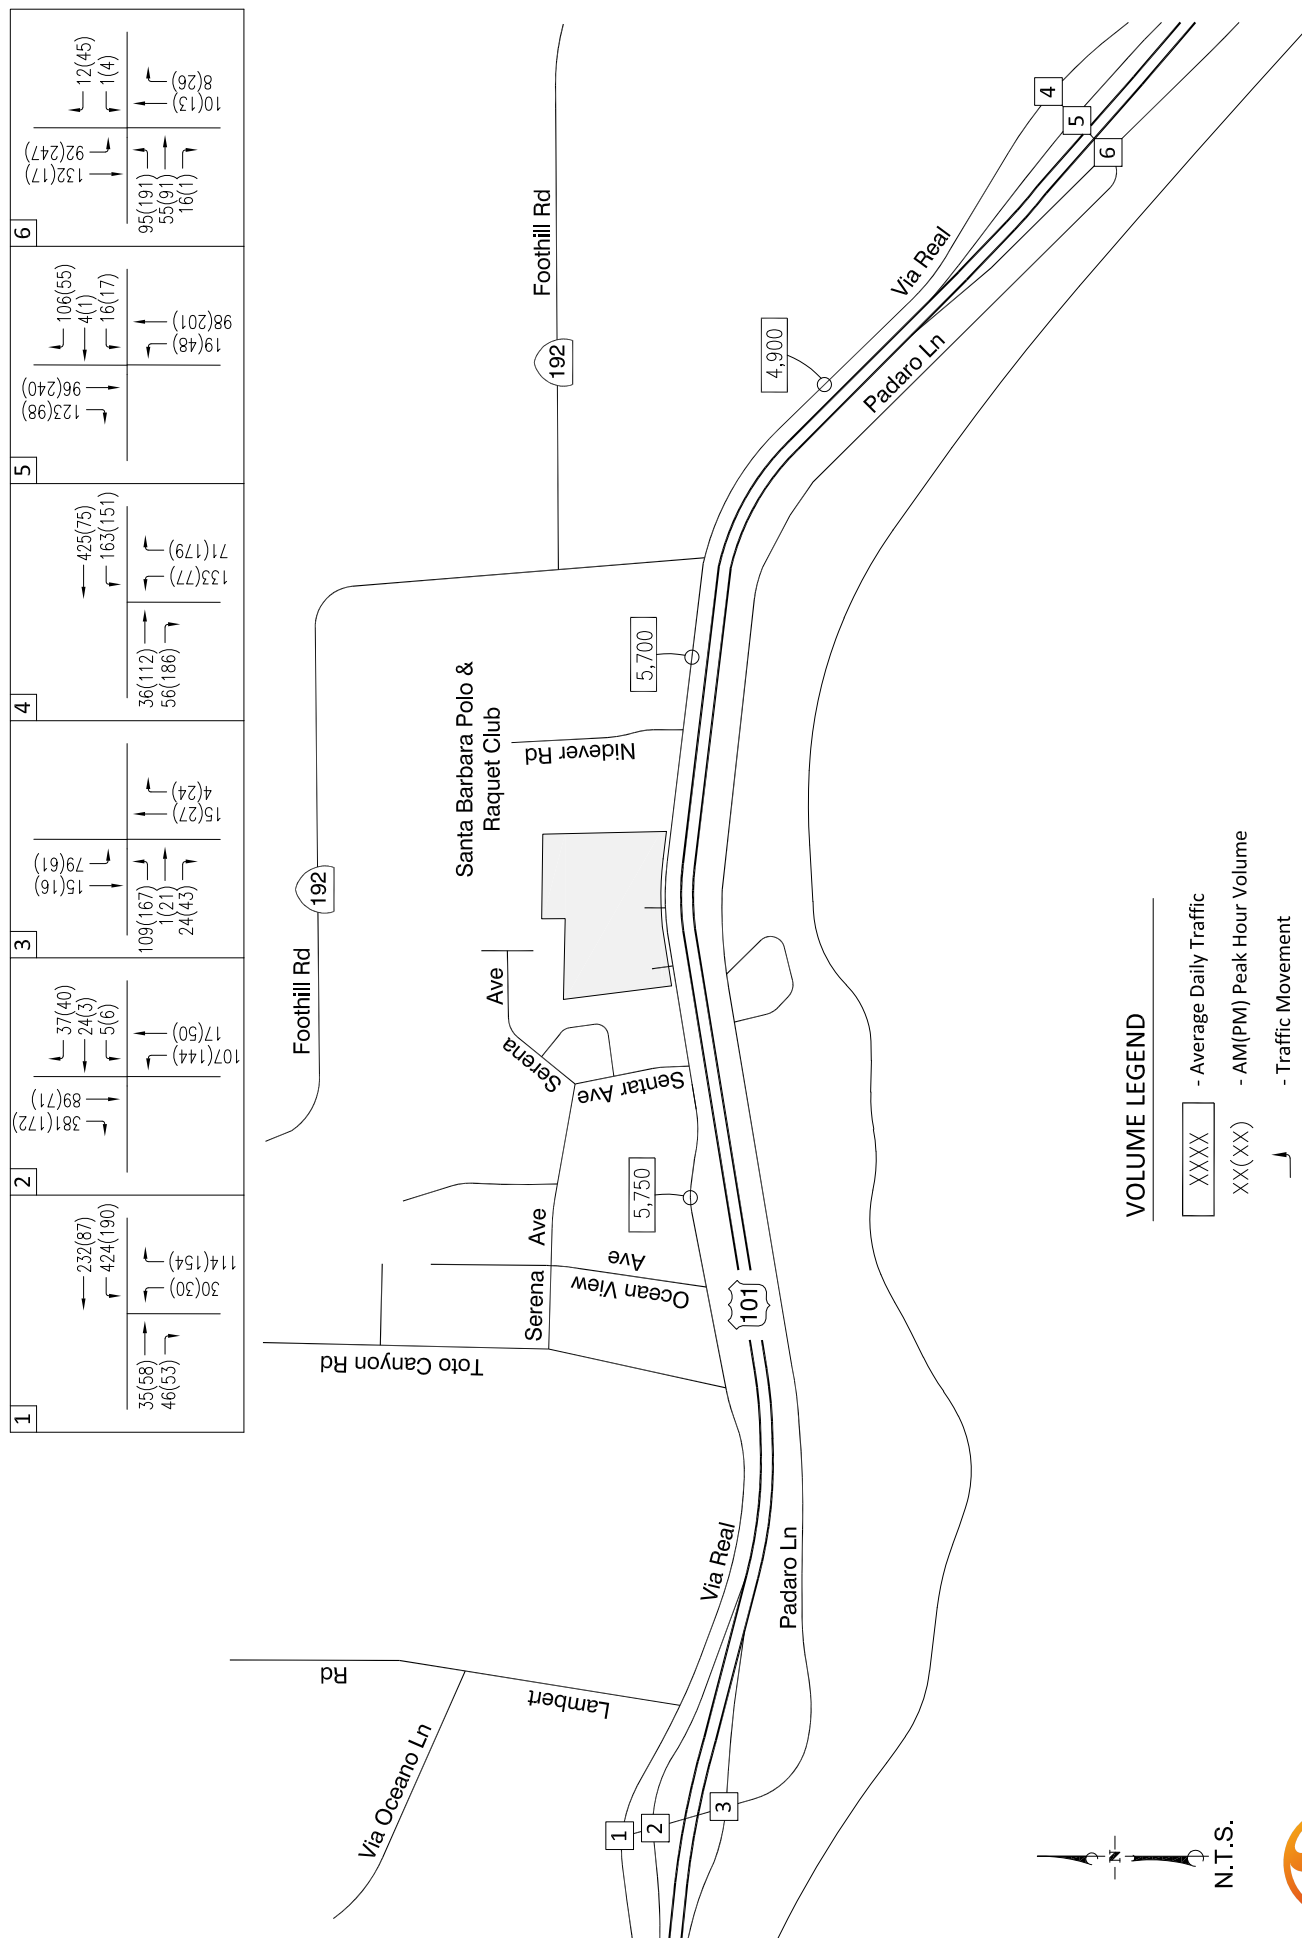 1
232(87)
424(190)
35(58)
46(53)
30(30)
114(154)
2
381(172)
89(71)
37(40)
24(3)
5(6)
107(144)
17(50)
3
15(16)
79(61)
109(167)
1(21)
24(43)
15(27)
4(24)
4
425(75)
163(151)
36(112)
56(186)
133(77)
71(179)
5
123(98)
96(240)
106(55)
4(1)
16(17)
19(48)
98(201)
6
132(17)
92(247)
12(45)
1(4)
95(191)
55(91)
16(1)
10(13)
8(26)
Via Oceano Ln
Lambert
Rd
Toto Canyon Rd
Serena
Ave
Ocean View
Ave
Sentar Ave
Serena
Ave
Foothill Rd
192
Santa Barbara Polo &
Raquet Club
Nidever Rd
Foothill Rd
192
5,750
5,700
4,900
Via Real
Padaro Ln
101
Via Real
Padaro Ln
1
2
3
4
5
6
N
N.T.S.
VOLUME LEGEND
XXXX - Average Daily Traffic
XX(XX) - AM(PM) Peak Hour Volume
- Traffic Movement